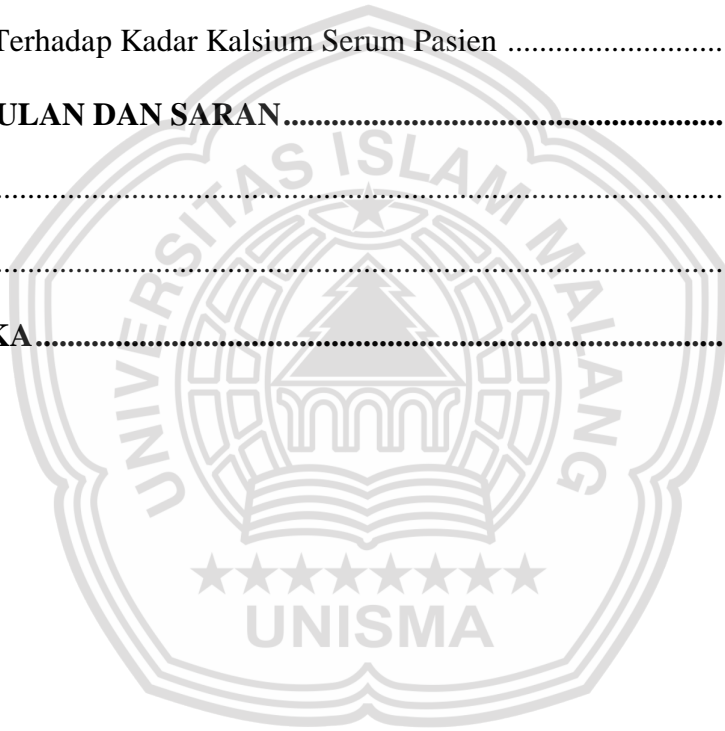 Terhadap Kadar Kalsium Serum Pasien ..............................
ULAN DAN SARAN..........................................................
..........................................................................................
..........................................................................................
KA..........................................................................................
UNIVERSITAS ISLAM MALANG
UNISMA